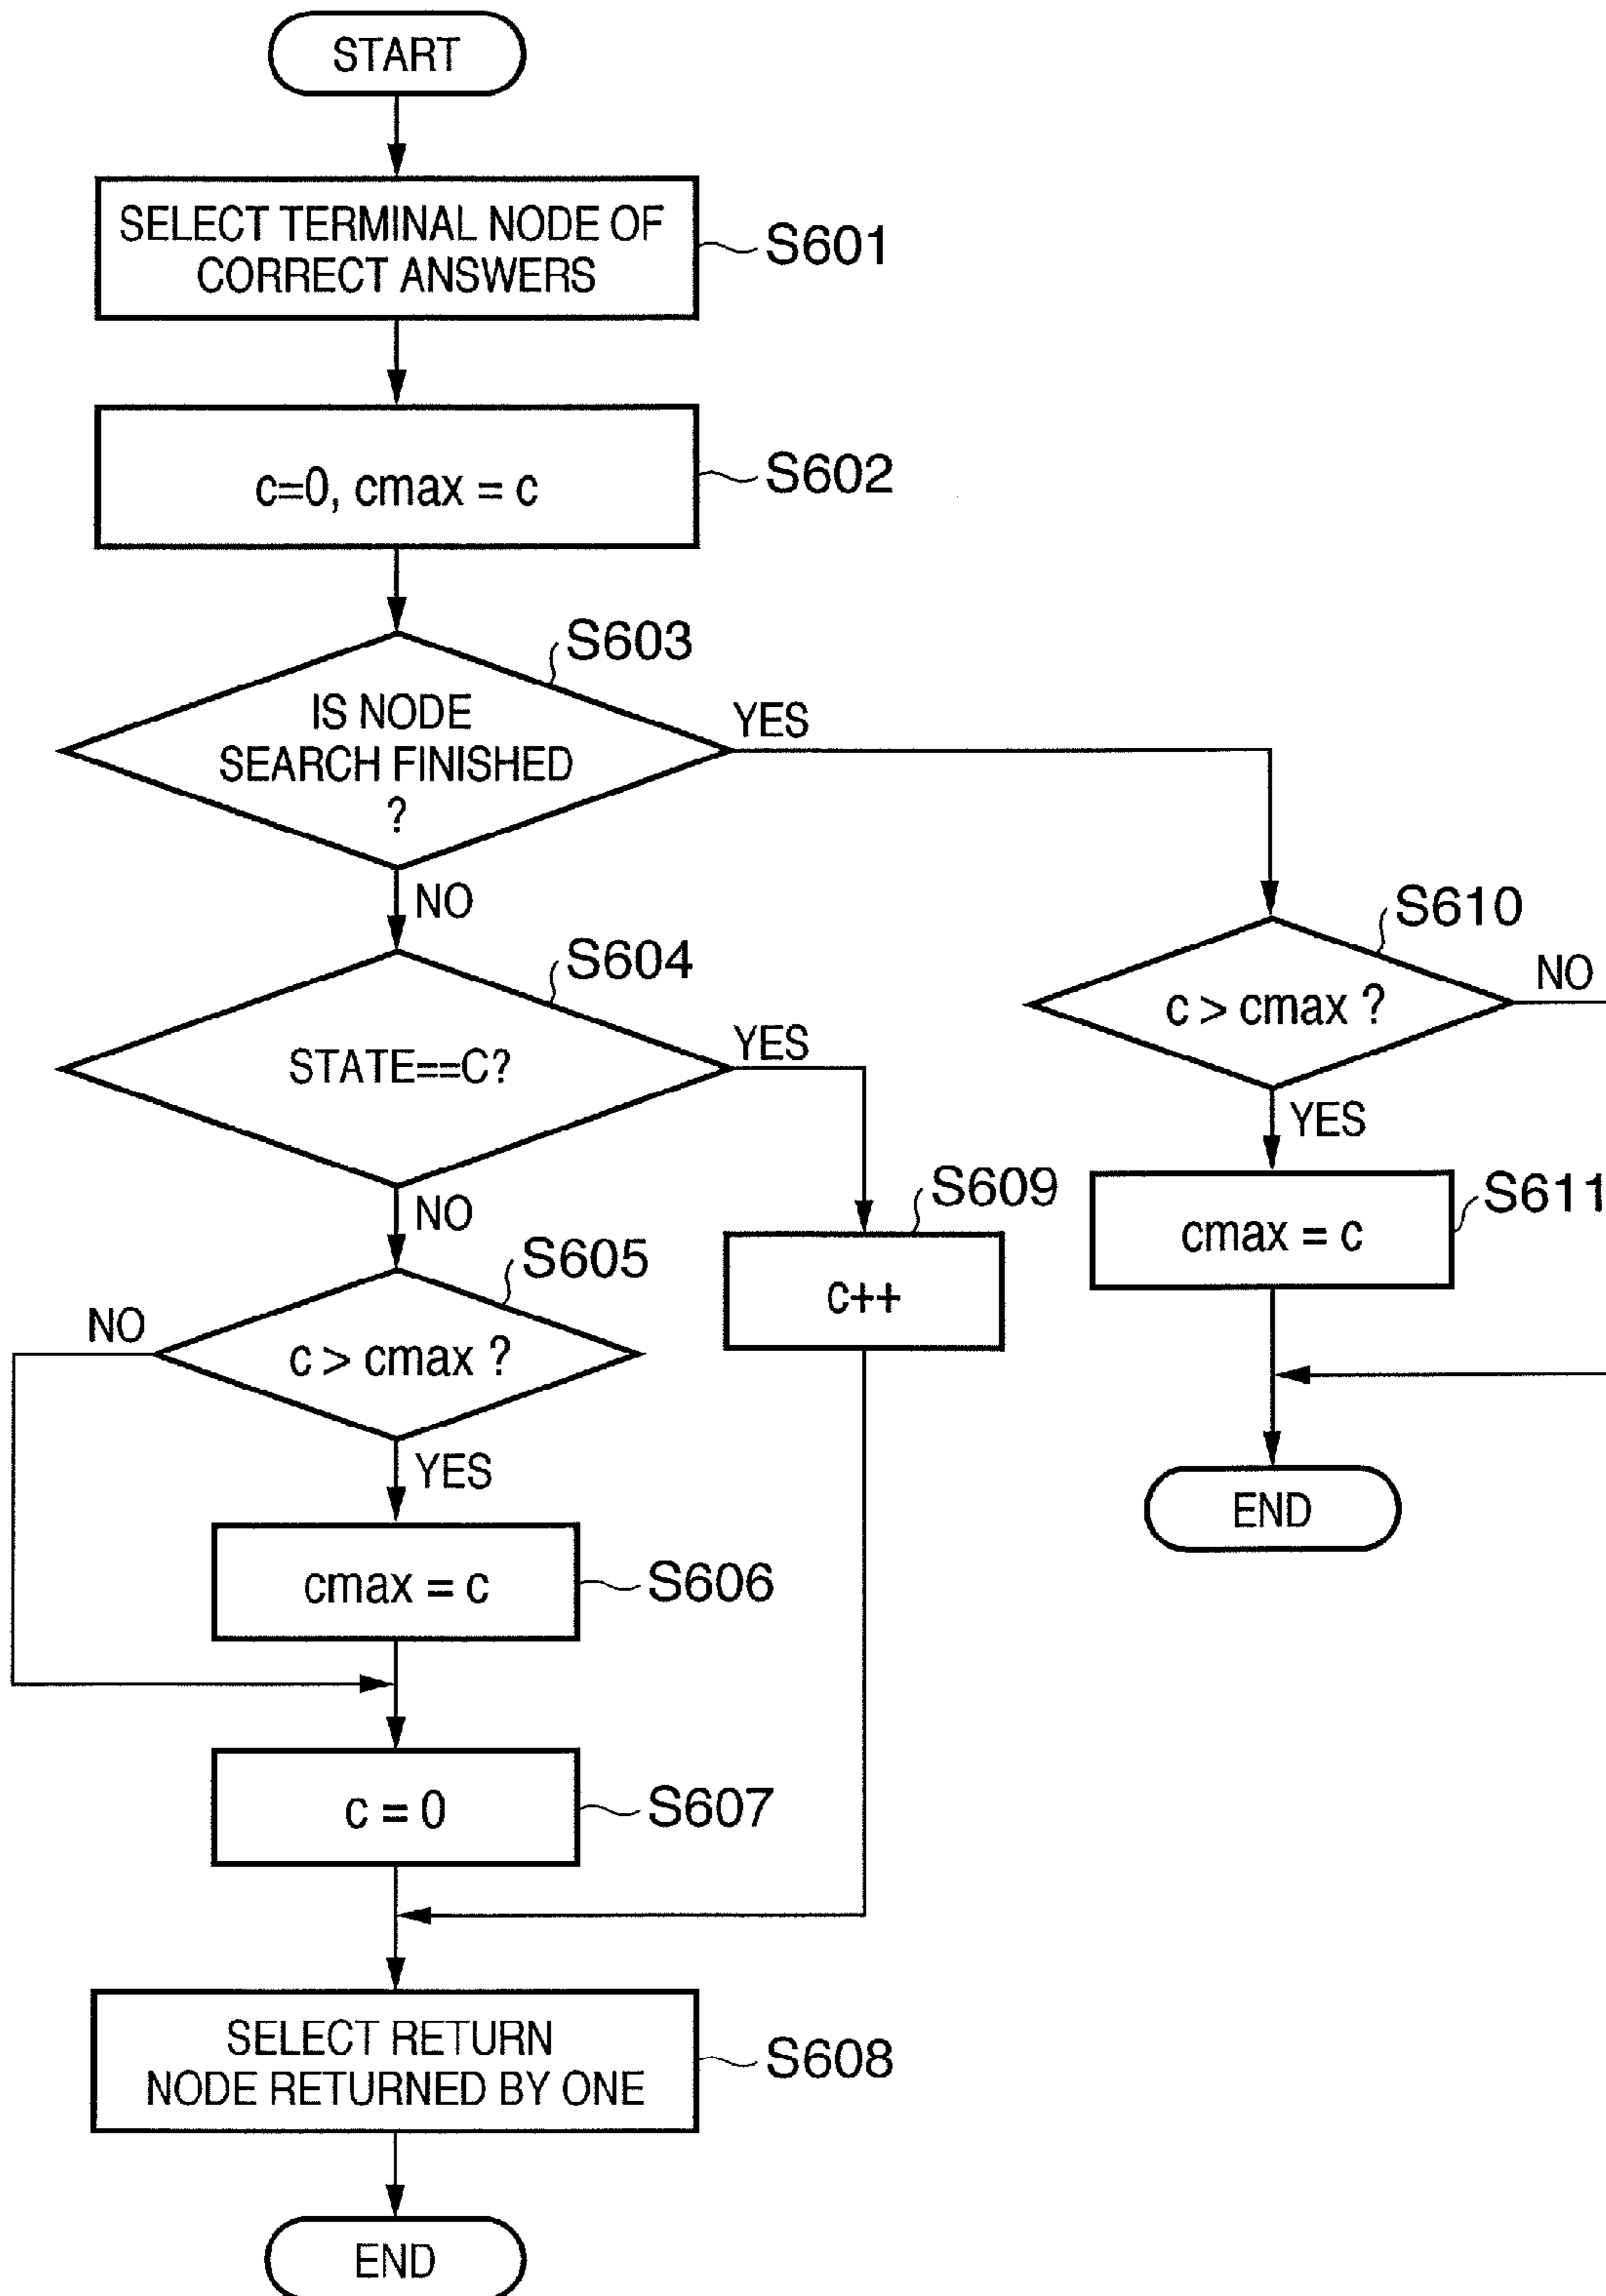 START
SELECT TERMINAL NODE OF
CORRECT ANSWERS
S601
c=0, cmax = c
S602
S603
IS NODE
SEARCH FINISHED
?
YES
NO
S604
STATE==C?
YES
NO
S605
c > cmax ?
NO
YES
cmax = c
S606
c = 0
S607
S609
c++
SELECT RETURN
NODE RETURNED BY ONE
S608
END
S610
c > cmax ?
NO
YES
cmax = c
S611
END